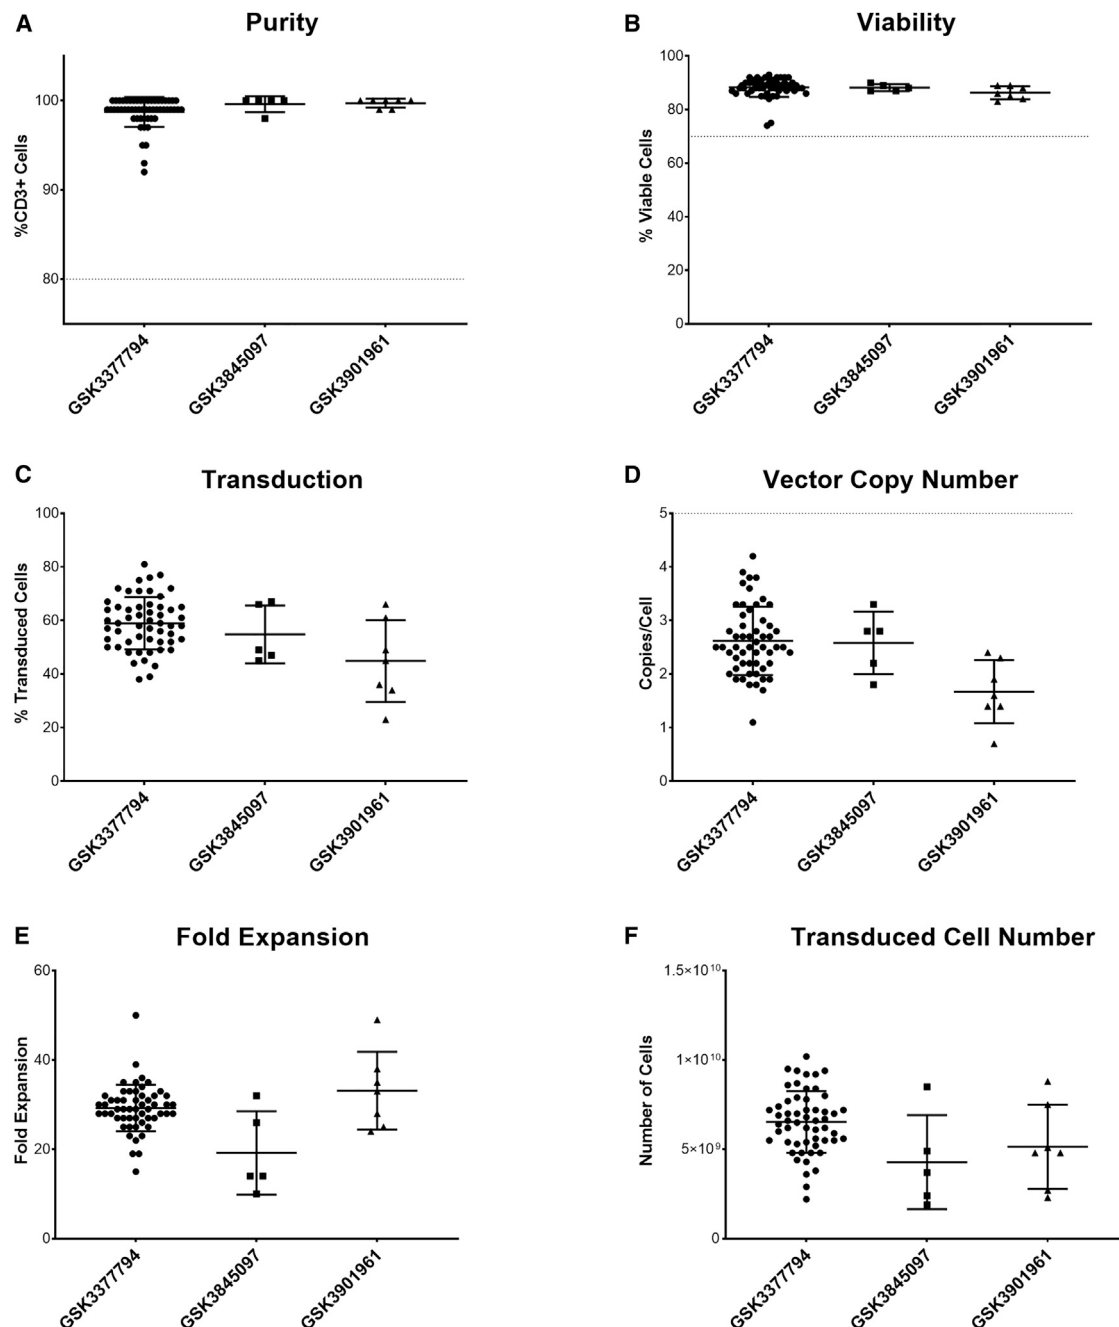 A Purity
%CD3+ Cells
100
90
80
GSK3377794
GSK3845097
GSK3901961
B Viability
% Viable Cells
100
80
60
40
20
0
GSK3377794
GSK3845097
GSK3901961
C Transduction
% Transduced Cells
100
80
60
40
20
0
GSK3377794
GSK3845097
GSK3901961
D Vector Copy Number
Copies/Cell
5
4
3
2
1
0
GSK3377794
GSK3845097
GSK3901961
E Fold Expansion
Fold Expansion
60
40
20
0
GSK3377794
GSK3845097
GSK3901961
F Transduced Cell Number
Number of Cells
1.5×10¹⁰
1×10¹⁰
5×10⁹
0
GSK3377794
GSK3845097
GSK3901961